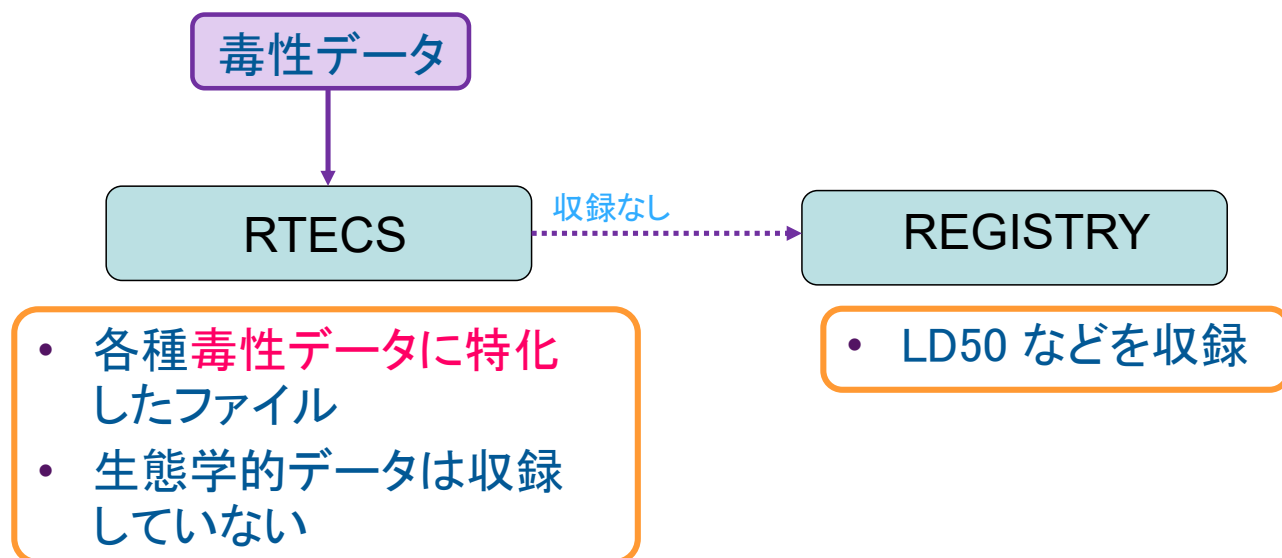 毒性データ
RTECS
収録なし
REGISTRY
• 各種毒性データに特化
したファイル
• 生態学的データは収録
していない
• LD50 などを収録